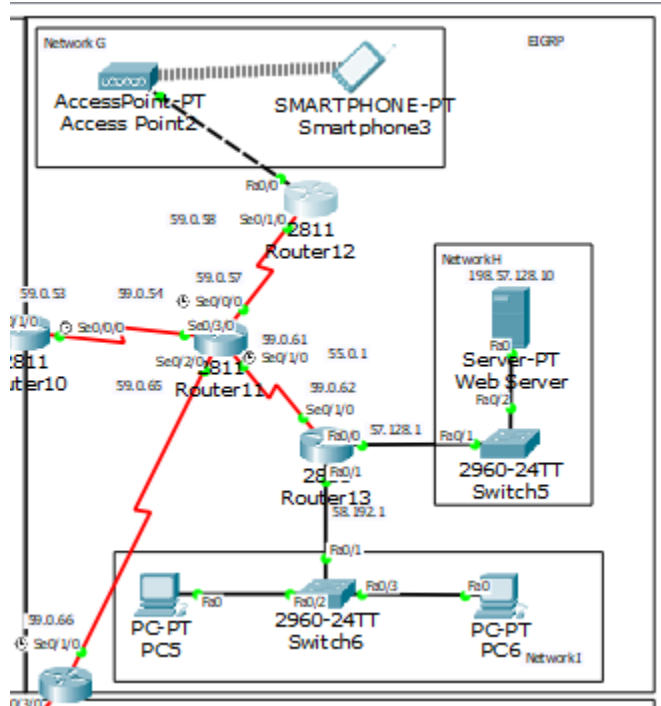 Network G
EIGRP
AccessPoint-PT
Access Point2
SMARTPHONE-PT
Smartphone3
Fa0/0
59.0.58
Se0/1/0
2811
Router12
59.0.57
Se0/0/0
59.0.53
59.0.54
/1/0
Se0/0/0
Se0/3/0
2811
uter10
Se0/2/0
2811
Router11
59.0.61
Se0/1/0
55.0.1
59.0.65
59.0.62
Se0/1/0
NetworkH
198.57.128.10
Fa0
Server-PT
Web Server
Fa0/2
Fa0/0
57.128.1
Fa0/1
2960-24TT
Switch5
Fa0/1
Router13
58.192.1
Fa0/1
Fa0
Fa0/2
Fa0/3
Fa0
PC-PT
PC5
2960-24TT
Switch6
PC-PT
PC6
Network I
59.0.66
Se0/1/0